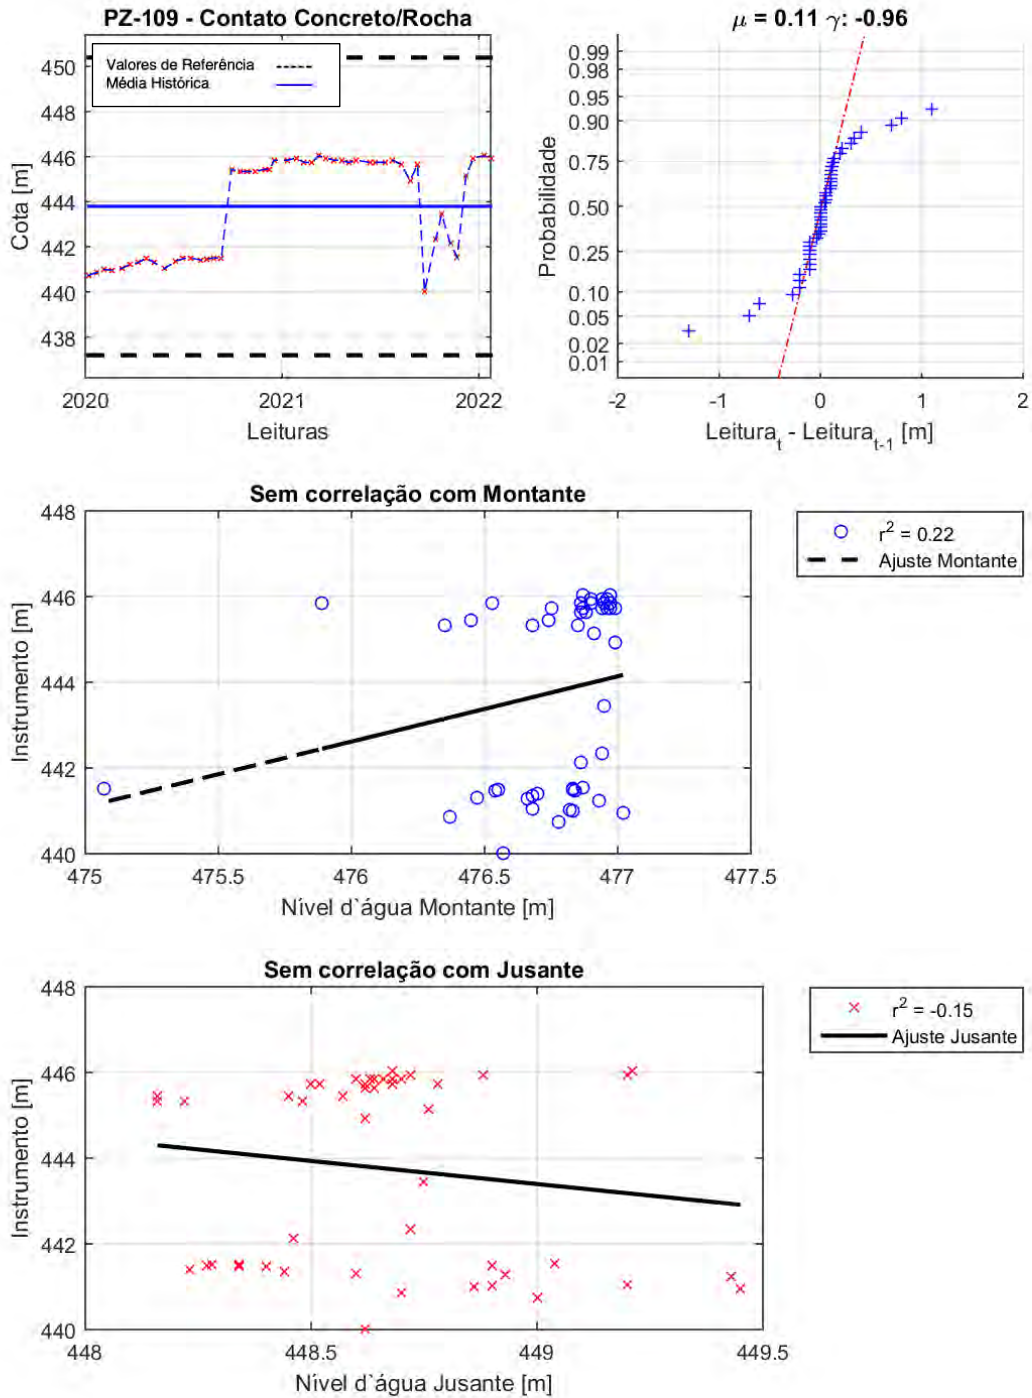 PZ-109 - Contato Concreto/Rocha
Valores de Referência
Média Histórica
Cota [m]
450
448
446
444
442
440
438
2020
2021
2022
Leituras
μ = 0.11 γ: -0.96
Probabilidade
0.99
0.98
0.95
0.90
0.75
0.50
0.25
0.10
0.05
0.02
0.01
-2
-1
0
1
2
Leitura_t - Leitura_t-1 [m]
Sem correlação com Montante
Instrumento [m]
448
446
444
442
440
475
475.5
476
476.5
477
477.5
Nível d`água Montante [m]
r² = 0.22
Ajuste Montante
Sem correlação com Jusante
Instrumento [m]
448
446
444
442
440
448
448.5
449
449.5
Nível d`água Jusante [m]
r² = -0.15
Ajuste Jusante